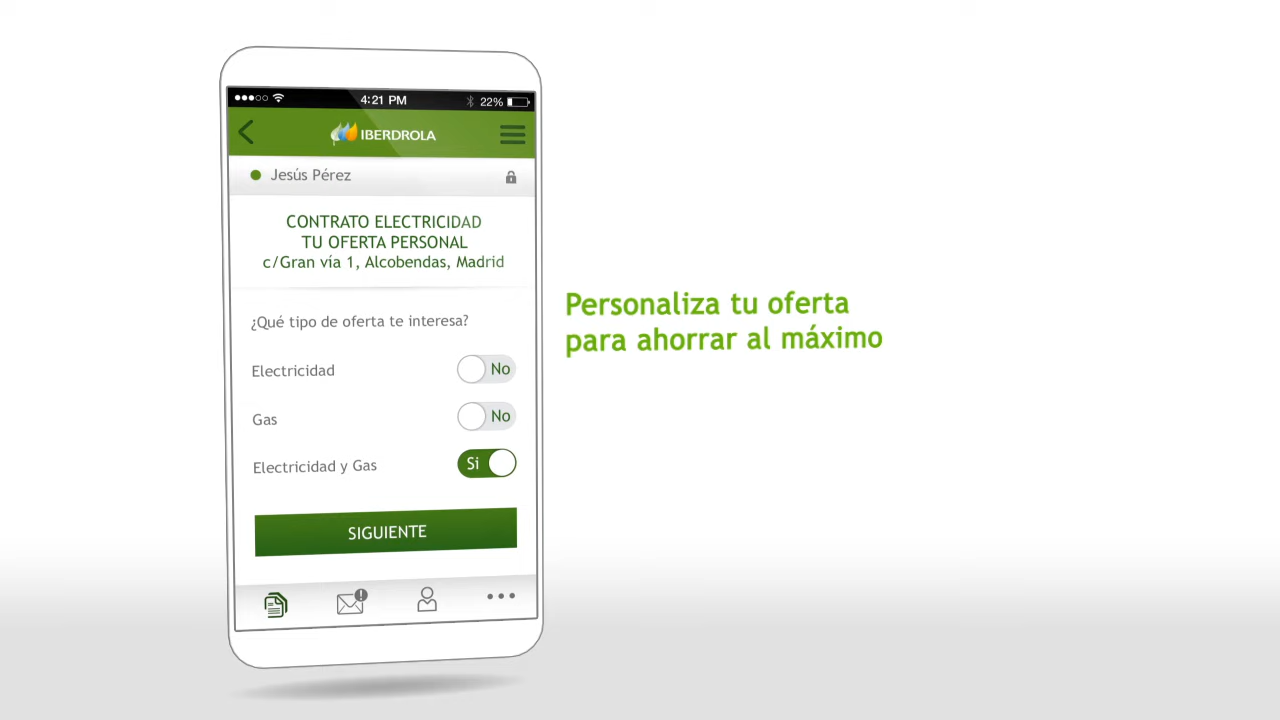 4:21 PM
22%
IBERDROLA
Jesús Pérez
CONTRATO ELECTRICIDAD
TU OFERTA PERSONAL
c/Gran vía 1, Alcobendas, Madrid
¿Qué tipo de oferta te interesa?
Electricidad No
Gas No
Electricidad y Gas Si
SIGUIENTE
Personaliza tu oferta
para ahorrar al máximo